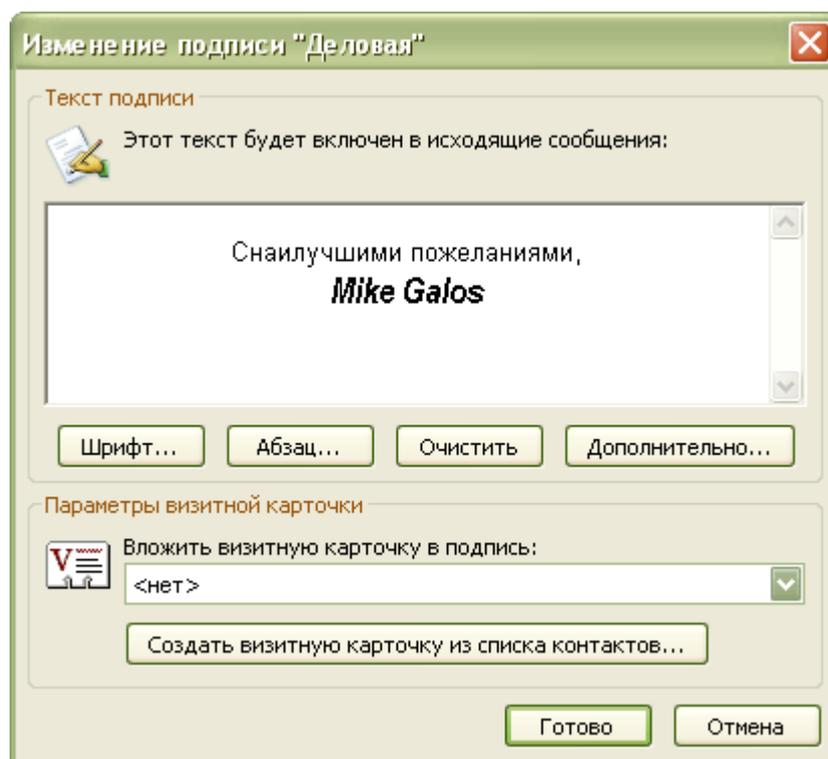 Изменение подписи "Деловая"
Текст подписи
Этот текст будет включен в исходящие сообщения:
Снаилучшими пожеланиями,
Mike Galos
Шрифт... Абзац... Очистить Дополнительно...
Параметры визитной карточки
Вложить визитную карточку в подпись:
<нет>
Создать визитную карточку из списка контактов...
Готово Отмена